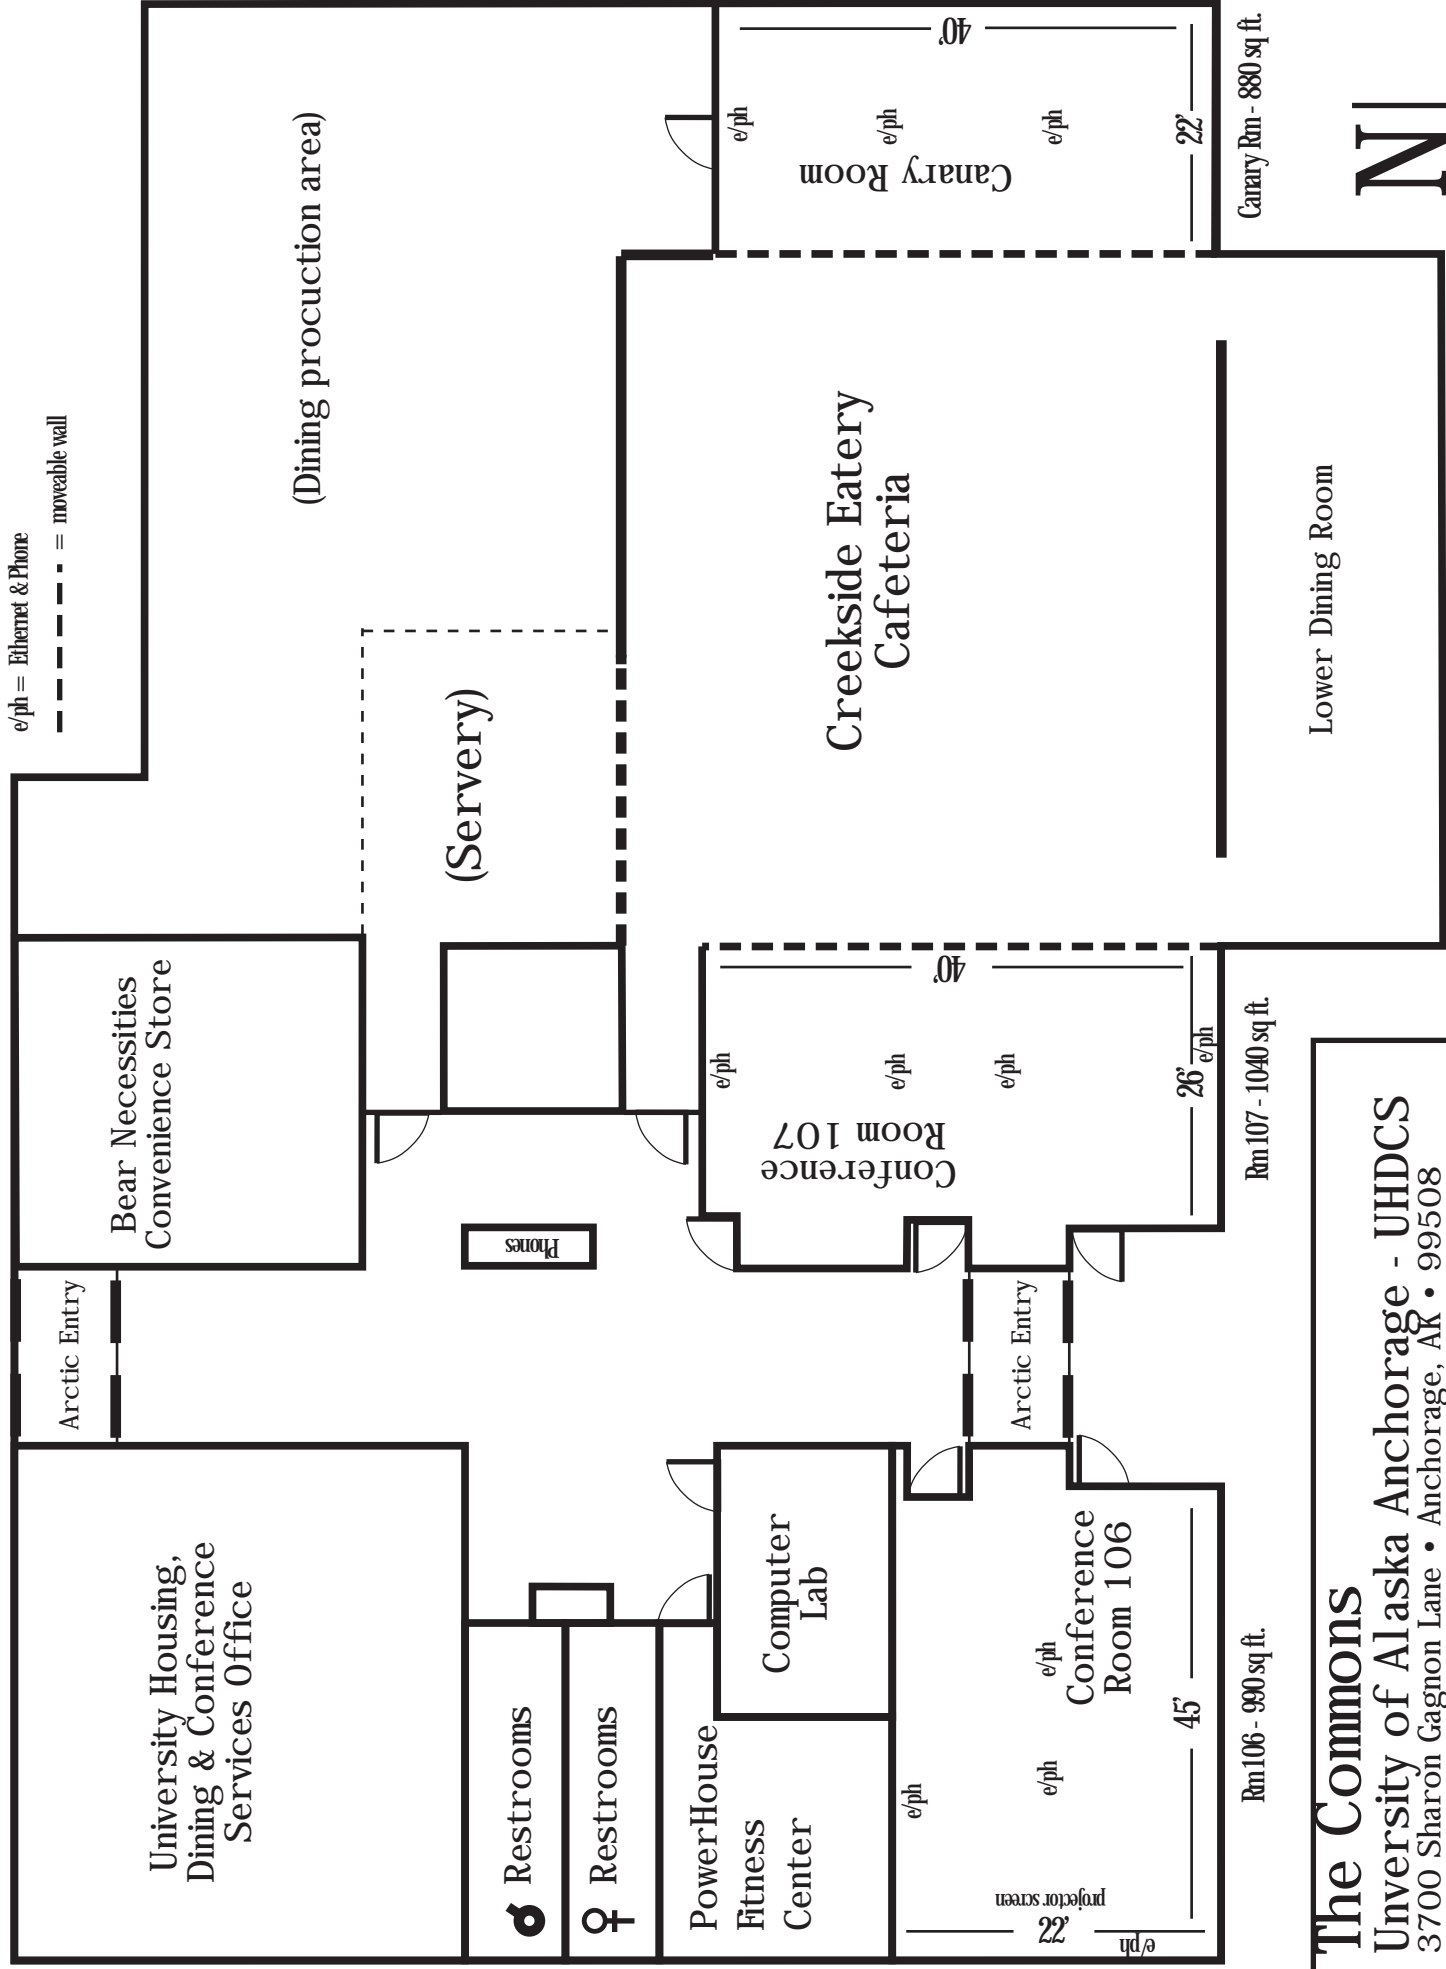 e/ph = Ethernet & Phone
= moveable wall
(Dining procuction area)
(Servery)
Bear Necessities
Convenience Store
Arctic Entry
University Housing,
Dining & Conference
Services Office
Restrooms
Restrooms
PowerHouse
Fitness
Center
Computer
Lab
Phones
Creekside Eatery
Cafeteria
Lower Dining Room
Canary Room
e/ph
e/ph
e/ph
40'
22'
Canary Rm - 880 sq ft.
Conference
Room 107
e/ph
e/ph
e/ph
e/ph
40'
26'
Rm 107 - 1040 sq ft.
Arctic Entry
Conference
Room 106
e/ph
e/ph
e/ph
e/ph
projector screen
22'
45'
Rm 106 - 990 sq ft.
N
The Commons
Unversity of Alaska Anchorage - UHDCS
3700 Sharon Gagnon Lane • Anchorage, AK • 99508